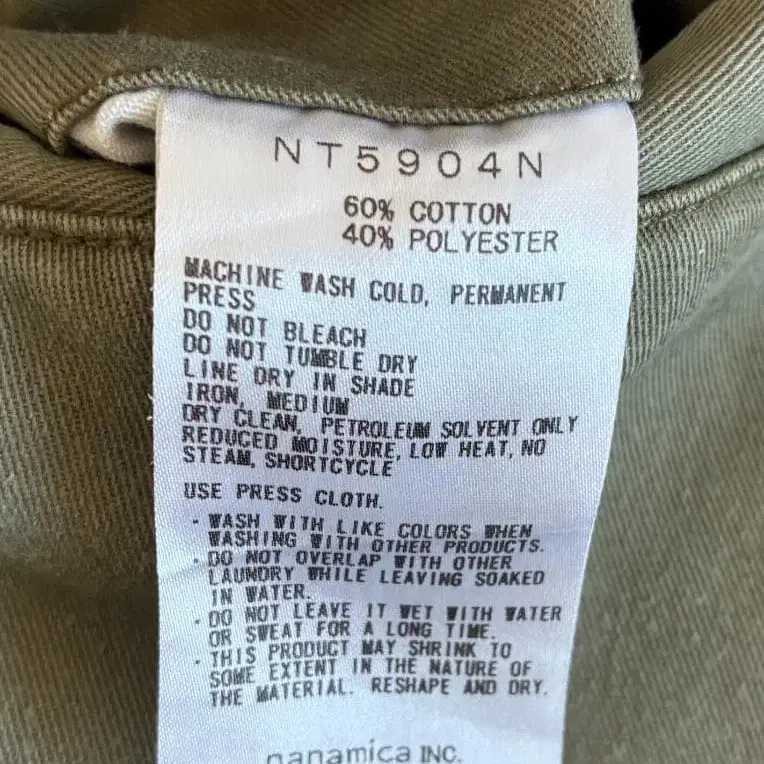 NT5904N
60% COTTON
40% POLYESTER
MACHINE WASH COLD, PERMANENT
PRESS
DO NOT BLEACH
DO NOT TUMBLE DRY
LINE DRY IN SHADE
IRON, MEDIUM
DRY CLEAN, PETROLEUM SOLVENT ONLY
REDUCED MOISTURE, LOW HEAT, NO
STEAM, SHORTCYCLE
USE PRESS CLOTH.
· WASH WITH LIKE COLORS WHEN
WASHING WITH OTHER PRODUCTS.
· DO NOT OVERLAP WITH OTHER
LAUNDRY WHILE LEAVING SOAKED
IN WATER.
· DO NOT LEAVE IT WET WITH WATER
OR SWEAT FOR A LONG TIME.
· THIS PRODUCT MAY SHRINK TO
SOME EXTENT IN THE NATURE OF
THE MATERIAL. RESHAPE AND DRY.
nanamica INC.